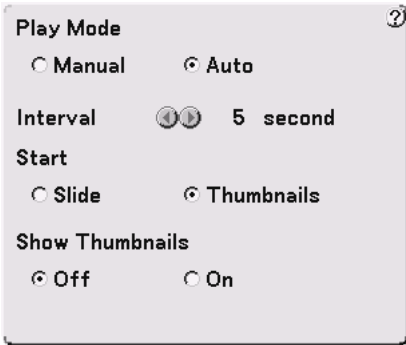 ?
Play Mode
Manual Auto
Interval 5 second
Start
Slide Thumbnails
Show Thumbnails
Off On